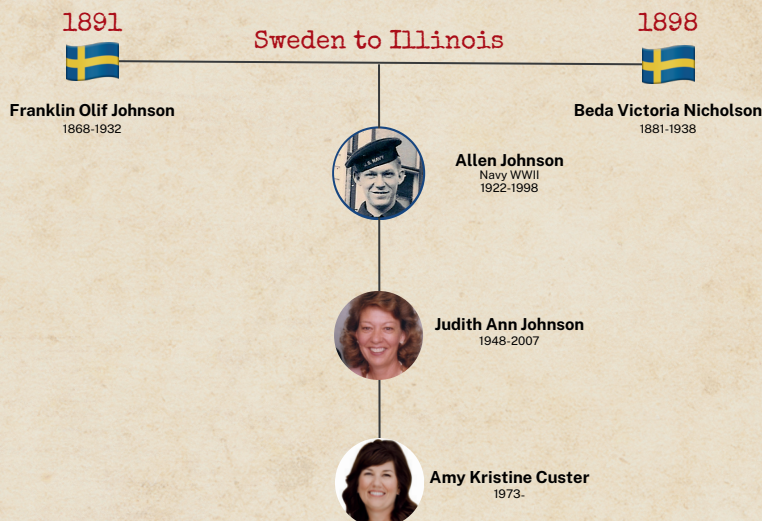 1891
1898
Sweden to Illinois
Franklin Olif Johnson
1868-1932
Beda Victoria Nicholson
1881-1938
U.S. NAVY
Allen Johnson
Navy WWII
1922-1998
Judith Ann Johnson
1948-2007
Amy Kristine Custer
1973-